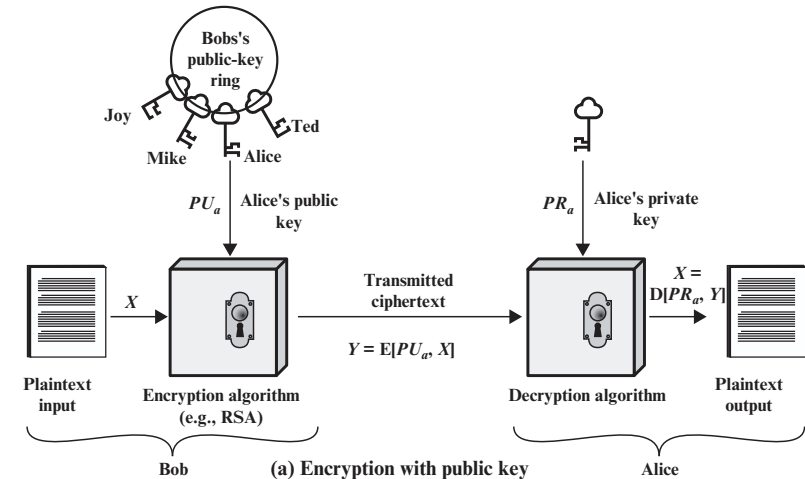 Bobs's
public-key
ring
Joy
Mike
Alice
Ted
PUₐ
Alice's public
key
PRₐ
Alice's private
key
X
Transmitted
ciphertext
Y = E[PUₐ, X]
X =
D[PRₐ, Y]
Plaintext
input
Encryption algorithm
(e.g., RSA)
Decryption algorithm
Plaintext
output
Bob
(a) Encryption with public key
Alice